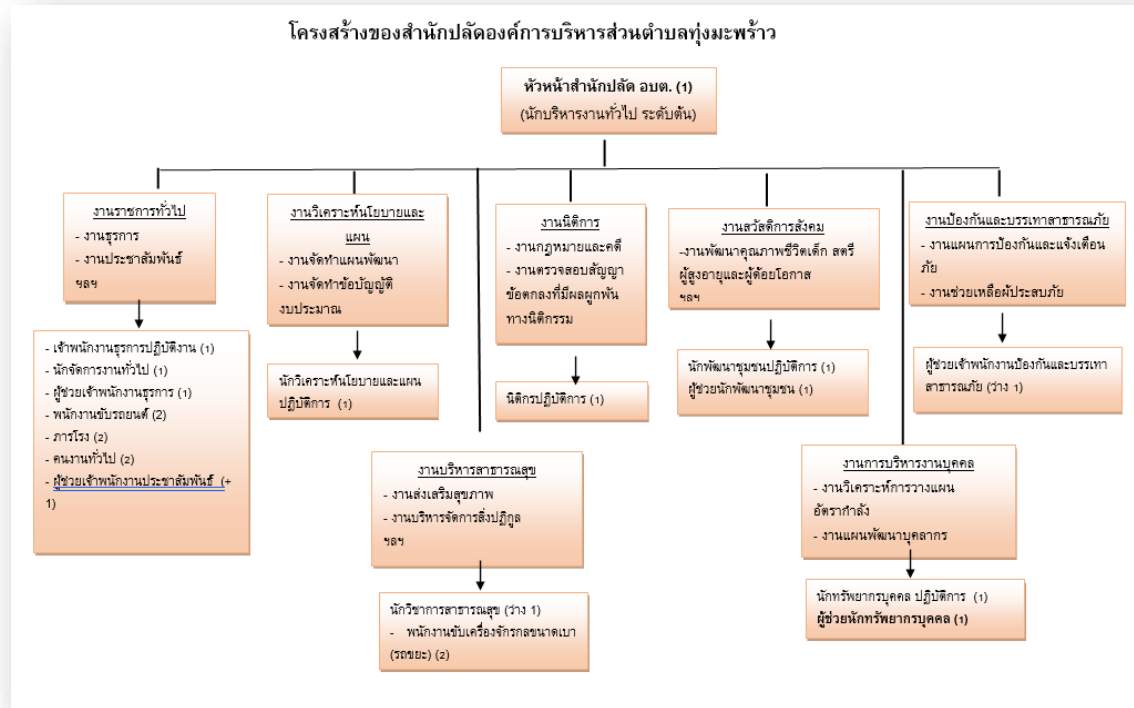 โครงสร้างของสำนักปลัดองค์การบริหารส่วนตำบลทุ่งมะพร้าว
หัวหน้าสำนักปลัด อบต. (1)
(นักบริหารงานทั่วไป ระดับต้น)
งานราชการทั่วไป
- งานธุรการ
- งานประชาสัมพันธ์
ฯลฯ
- เจ้าพนักงานธุรการปฏิบัติงาน (1)
- นักจัดการงานทั่วไป (1)
- ผู้ช่วยเจ้าพนักงานธุรการ (1)
- พนักงานขับรถยนต์ (2)
- ภารโรง (2)
- คนงานทั่วไป (2)
- ผู้ช่วยเจ้าพนักงานประชาสัมพันธ์ (+
1)
งานวิเคราะห์นโยบายและ
แผน
- งานจัดทำแผนพัฒนา
- งานจัดทำข้อบัญญัติ
งบประมาณ
นักวิเคราะห์นโยบายและแผน
ปฏิบัติการ (1)
งานบริหารสาธารณสุข
- งานส่งเสริมสุขภาพ
- งานบริหารจัดการสิ่งปฏิกูล
ฯลฯ
นักวิชาการสาธารณสุข (ว่าง 1)
- พนักงานขับเครื่องจักรกลขนาดเบา
(รถขยะ) (2)
งานนิติการ
- งานกฎหมายและคดี
- งานตรวจสอบสัญญา
ข้อตกลงที่มีผลผูกพัน
ทางนิติกรรม
นิติกรปฏิบัติการ (1)
งานสวัสดิการสังคม
-งานพัฒนาคุณภาพชีวิตเด็ก สตรี
ผู้สูงอายุและผู้ด้อยโอกาส
ฯลฯ
นักพัฒนาชุมชนปฏิบัติการ (1)
ผู้ช่วยนักพัฒนาชุมชน (1)
งานการบริหารงานบุคคล
- งานวิเคราะห์การวางแผน
อัตรากำลัง
- งานแผนพัฒนาบุคลากร
นักทรัพยากรบุคคล ปฏิบัติการ (1)
ผู้ช่วยนักทรัพยากรบุคคล (1)
งานป้องกันและบรรเทาสาธารณภัย
- งานแผนการป้องกันและแจ้งเตือน
ภัย
- งานช่วยเหลือผู้ประสบภัย
ผู้ช่วยเจ้าพนักงานป้องกันและบรรเทา
สาธารณภัย (ว่าง 1)